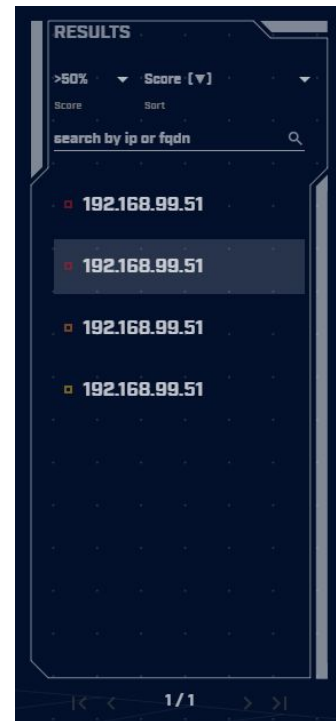 RESULTS
>50% Score [▼]
Score Sort
search by ip or fqdn
192.168.99.51
192.168.99.51
192.168.99.51
192.168.99.51
1/1